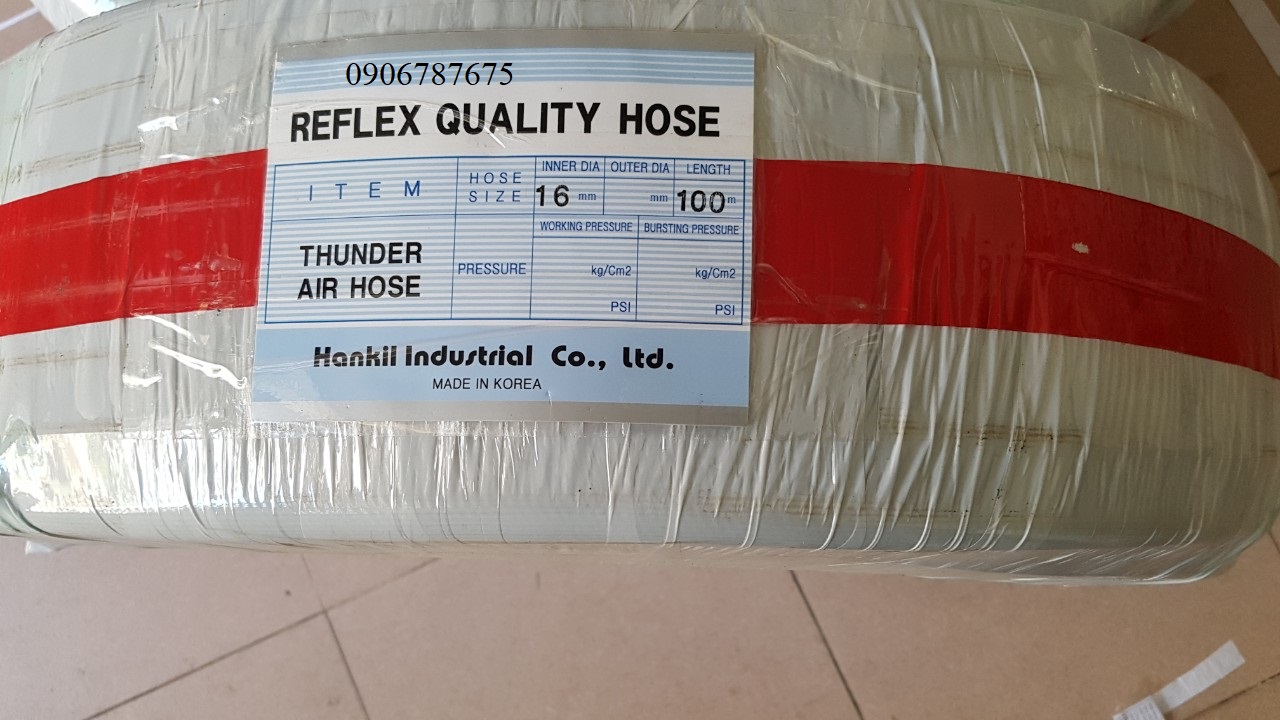 0906787675
REFLEX QUALITY HOSE
ITEM
HOSE SIZE
INNER DIA
OUTER DIA
LENGTH
16 mm
mm
100 m
THUNDER
AIR HOSE
PRESSURE
WORKING PRESSURE
BURSTING PRESSURE
kg/Cm2
kg/Cm2
PSI
PSI
Hankil Industrial Co., Ltd.
MADE IN KOREA